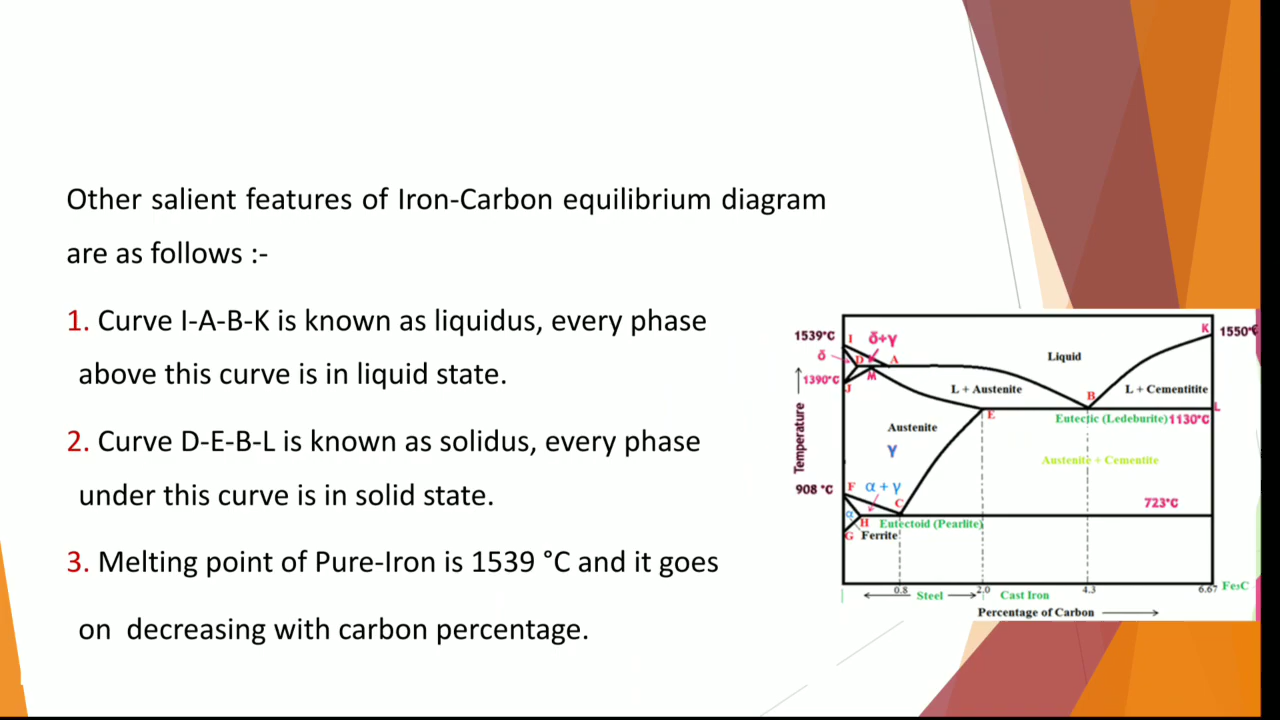 Other salient features of Iron-Carbon equilibrium diagram
are as follows :-
1. Curve I-A-B-K is known as liquidus, every phase
above this curve is in liquid state.
2. Curve D-E-B-L is known as solidus, every phase
under this curve is in solid state.
3. Melting point of Pure-Iron is 1539 °C and it goes
on decreasing with carbon percentage.
K 1550°C
1539°C I δ+γ
δ D A
Liquid
1390°C M
J
L + Austenite
B
L + Cementitite
E
L
Eutectic (Ledeburite) 1130°C
Austenite
γ
Austenite + Cementite
Temperature
908 °C F α + γ
C
723°C
α
H Eutectoid (Pearlite)
G Ferrite
0.8 2.0 4.3 6.67 Fe₃C
Steel Cast Iron
Percentage of Carbon